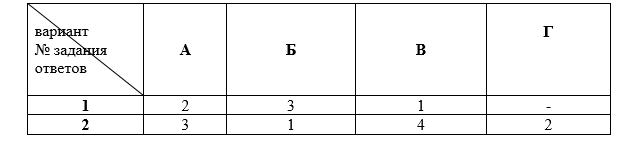 вариант
№ задания
ответов
А Б В Г
1 2 3 1 -
2 3 1 4 2